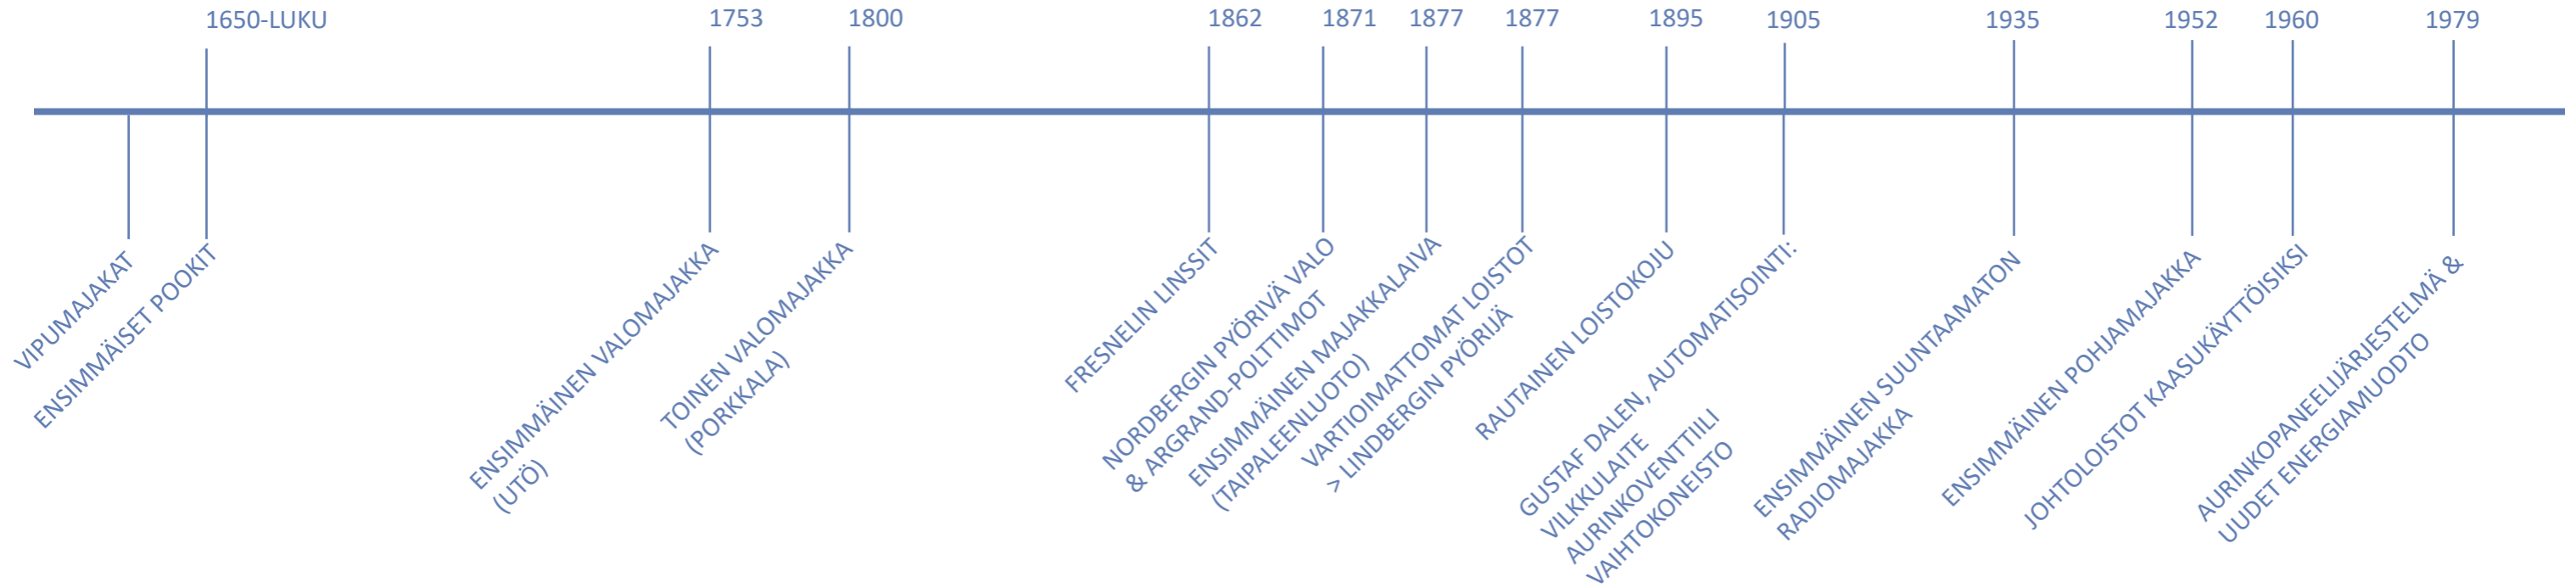 1650-LUKU
1753
1800
1862
1871
1877
1877
1895
1905
1935
1952
1960
1979
VIPUMAJAKAT
ENSIMMÄISET POOKIT
ENSIMMÄINEN VALOMAJAKKA
(UTÖ)
TOINEN VALOMAJAKKA
(PORKKALA)
FRESNELIN LINSSIT
NORDBERGIN PYÖRIVÄ VALO
& ARGRAND-POLTTIMOT
ENSIMMÄINEN MAJAKKALAIVA
(TAIPALEENLUOTO)
VARTIOIMATTOMAT LOISTOT
> LINDBERGIN PYÖRIJÄ
RAUTAINEN LOISTOKOJU
GUSTAF DALEN, AUTOMATISOINTI:
VILKKULAITE
AURINKOVENTTIILI
VAIHTOKONEISTO
ENSIMMÄINEN SUUNTAAMATON
RADIOMAJAKKA
ENSIMMÄINEN POHJAMAJAKKA
JOHTOLOISTOT KAASUKÄYTTÖISIKSI
AURINKOPANEELIJÄRJESTELMÄ &
UUDET ENERGIAMUODTO